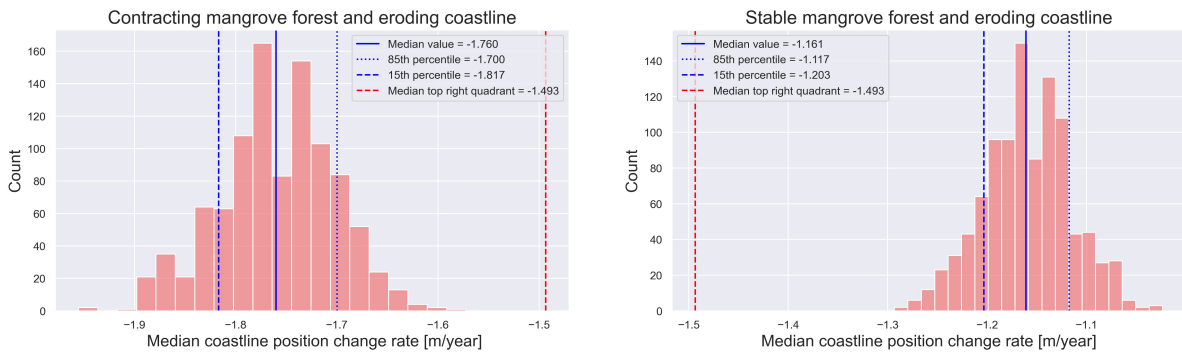 Contracting mangrove forest and eroding coastline
Median value = -1.760
85th percentile = -1.700
15th percentile = -1.817
Median top right quadrant = -1.493
160
140
120
100
80
60
40
20
0
Count
−1.9
−1.8
−1.7
−1.6
−1.5
Median coastline position change rate [m/year]
Stable mangrove forest and eroding coastline
Median value = -1.161
85th percentile = -1.117
15th percentile = -1.203
Median top right quadrant = -1.493
140
120
100
80
60
40
20
0
Count
−1.5
−1.4
−1.3
−1.2
−1.1
Median coastline position change rate [m/year]